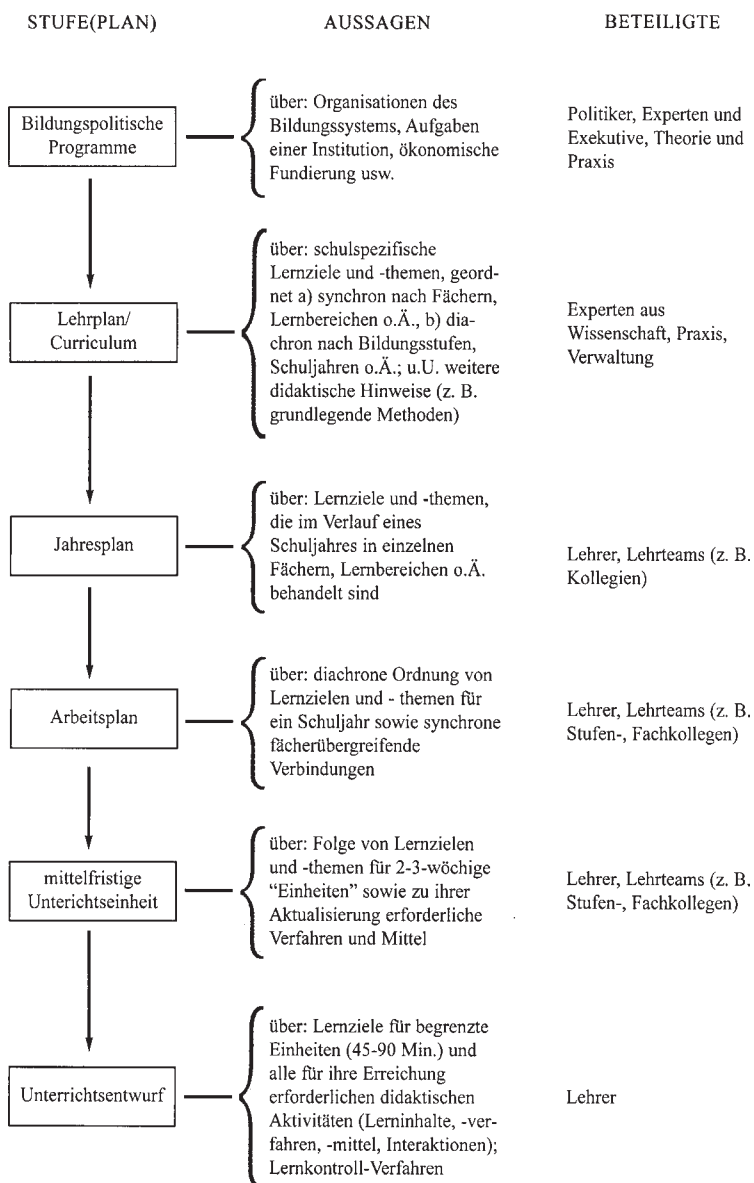 STUFE(PLAN) AUSSAGEN BETEILIGTE
Bildungspolitische
Programme
über: Organisationen des
Bildungssystems, Aufgaben
einer Institution, ökonomische
Fundierung usw.
Politiker, Experten und
Exekutive, Theorie und
Praxis
Lehrplan/
Curriculum
über: schulspezifische
Lernziele und -themen, geord-
net a) synchron nach Fächern,
Lernbereichen o.Ä., b) dia-
chron nach Bildungsstufen,
Schuljahren o.Ä.; u.U. weitere
didaktische Hinweise (z. B.
grundlegende Methoden)
Experten aus
Wissenschaft, Praxis,
Verwaltung
Jahresplan
über: Lernziele und -themen,
die im Verlauf eines
Schuljahres in einzelnen
Fächern, Lernbereichen o.Ä.
behandelt sind
Lehrer, Lehrteams (z. B.
Kollegien)
Arbeitsplan
über: diachrone Ordnung von
Lernzielen und - themen für
ein Schuljahr sowie synchrone
fächerübergreifende
Verbindungen
Lehrer, Lehrteams (z. B.
Stufen-, Fachkollegen)
mittelfristige
Unterichtseinheit
über: Folge von Lernzielen
und -themen für 2-3-wöchige
“Einheiten” sowie zu ihrer
Aktualisierung erforderliche
Verfahren und Mittel
Lehrer, Lehrteams (z. B.
Stufen-, Fachkollegen)
Unterrichtsentwurf
über: Lernziele für begrenzte
Einheiten (45-90 Min.) und
alle für ihre Erreichung
erforderlichen didaktischen
Aktivitäten (Lerninhalte, -ver-
fahren, -mittel, Interaktionen);
Lernkontroll-Verfahren
Lehrer